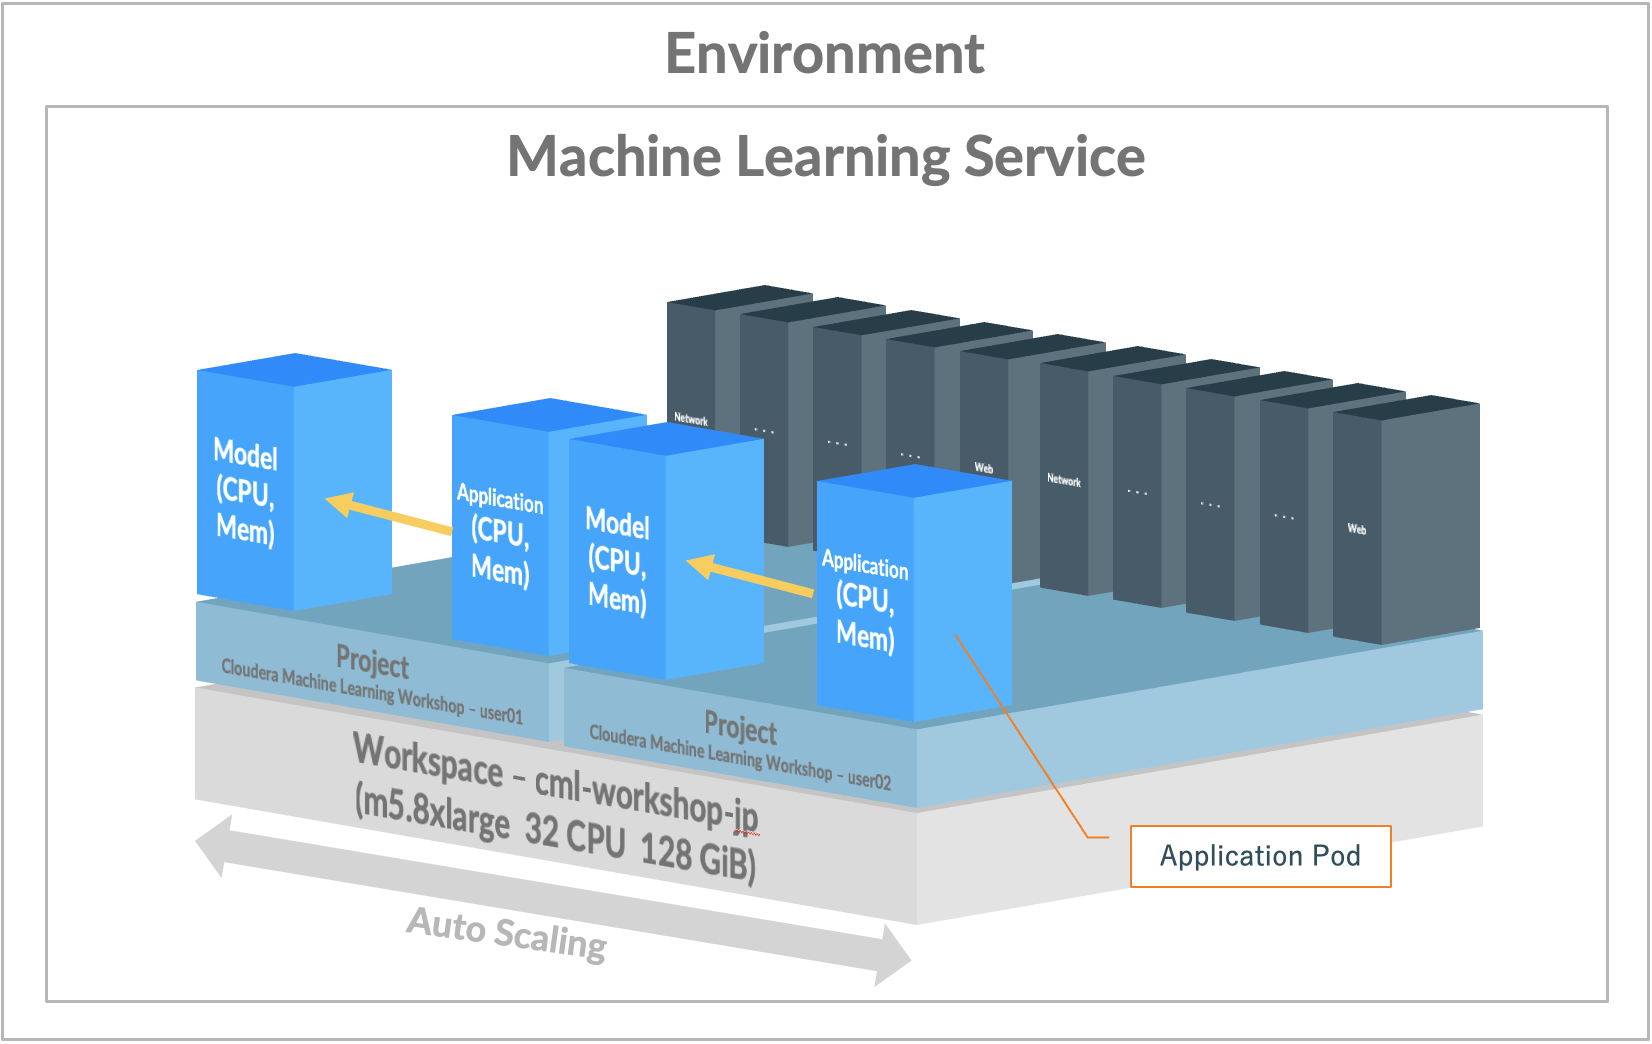 Environment
Machine Learning Service
Network
...
...
...
Web
Network
...
...
...
Web
Model
(CPU,
Mem)
Application
(CPU,
Mem)
Model
(CPU,
Mem)
Application
(CPU,
Mem)
Project
Cloudera Machine Learning Workshop – user01
Project
Cloudera Machine Learning Workshop – user02
Workspace – cml-workshop-jp
(m5.8xlarge 32 CPU 128 GiB)
Application Pod
Auto Scaling